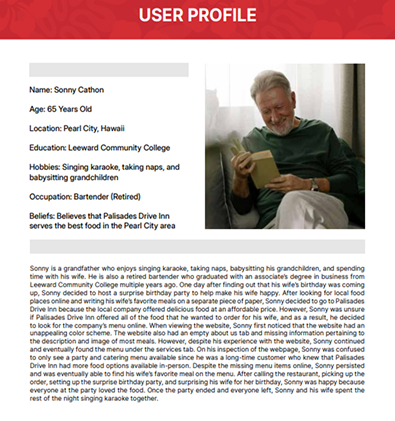 USER PROFILE
Name: Sonny Cathon
Age: 65 Years Old
Location: Pearl City, Hawaii
Education: Leeward Community College
Hobbies: Singing karaoke, taking naps, and
babysitting grandchildren
Occupation: Bartender (Retired)
Beliefs: Believes that Palisades Drive Inn
serves the best food in the Pearl City area
Sonny is a grandfather who enjoys singing karaoke, taking naps, babysitting his grandchildren, and spending
time with his wife. He is also a retired bartender who graduated with an associate's degree in business from
Leeward Community College multiple years ago. One day after finding out that his wife's birthday was coming
up, Sonny decided to host a surprise birthday party to help make his wife happy. After looking for local food
places online and writing his wife's favorite meals on a separate piece of paper, Sonny decided to go to Palisades
Drive Inn because the local company offered delicious food at an affordable price. However, Sonny was unsure
if Palisades Drive Inn offered all of the food that he wanted to order for his wife, and as a result, he decided
to look for the company's menu online. When viewing the website, Sonny first noticed that the website had an
unappealing color scheme. The website also had an empty about us tab and missing information pertaining to
the description and image of most meals. However, despite his experience with the website, Sonny continued
and eventually found the menu under the services tab. On his inspection of the webpage, Sonny was confused
to only see a party and catering menu available since he was a long-time customer who knew that Palisades
Drive Inn had more food options available in-person. Despite the missing menu items online, Sonny persisted
and was eventually able to find his wife's favorite meal on the menu. After calling the restaurant, picking up the
order, setting up the surprise birthday party, and surprising his wife for her birthday, Sonny was happy because
everyone at the party loved the food. Once the party ended and everyone left, Sonny and his wife spent the
rest of the night singing karaoke together.